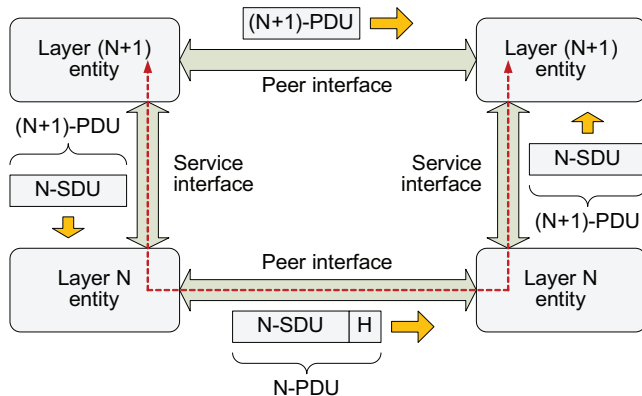 Layer (N+1)
entity
(N+1)-PDU
Peer interface
Layer (N+1)
entity
(N+1)-PDU
N-SDU
Service
interface
Service
interface
N-SDU
(N+1)-PDU
Layer N
entity
Peer interface
N-SDU H
N-PDU
Layer N
entity